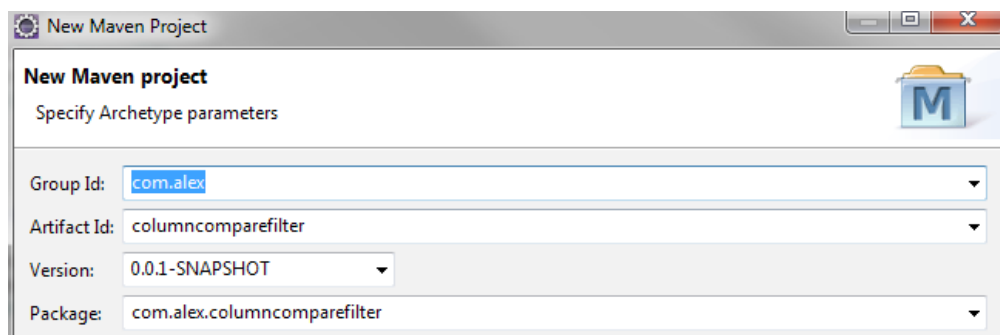 New Maven Project
New Maven project
Specify Archetype parameters
M
Group Id: com.alex
Artifact Id: columncomparefilter
Version: 0.0.1-SNAPSHOT
Package: com.alex.columncomparefilter